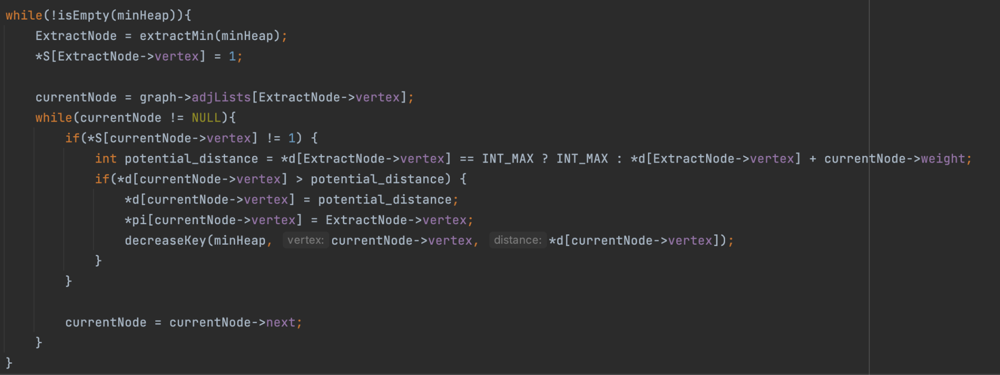 while(!isEmpty(minHeap)){
    ExtractNode = extractMin(minHeap);
    *S[ExtractNode->vertex] = 1;
    currentNode = graph->adjLists[ExtractNode->vertex];
    while(currentNode != NULL){
        if(*S[currentNode->vertex] != 1) {
            int potential_distance = *d[ExtractNode->vertex] == INT_MAX ? INT_MAX : *d[ExtractNode->vertex] + currentNode->weight;
            if(*d[currentNode->vertex] > potential_distance) {
                *d[currentNode->vertex] = potential_distance;
                *pi[currentNode->vertex] = ExtractNode->vertex;
                decreaseKey(minHeap, vertex: currentNode->vertex, distance: *d[currentNode->vertex]);
            }
        }
        currentNode = currentNode->next;
    }
}